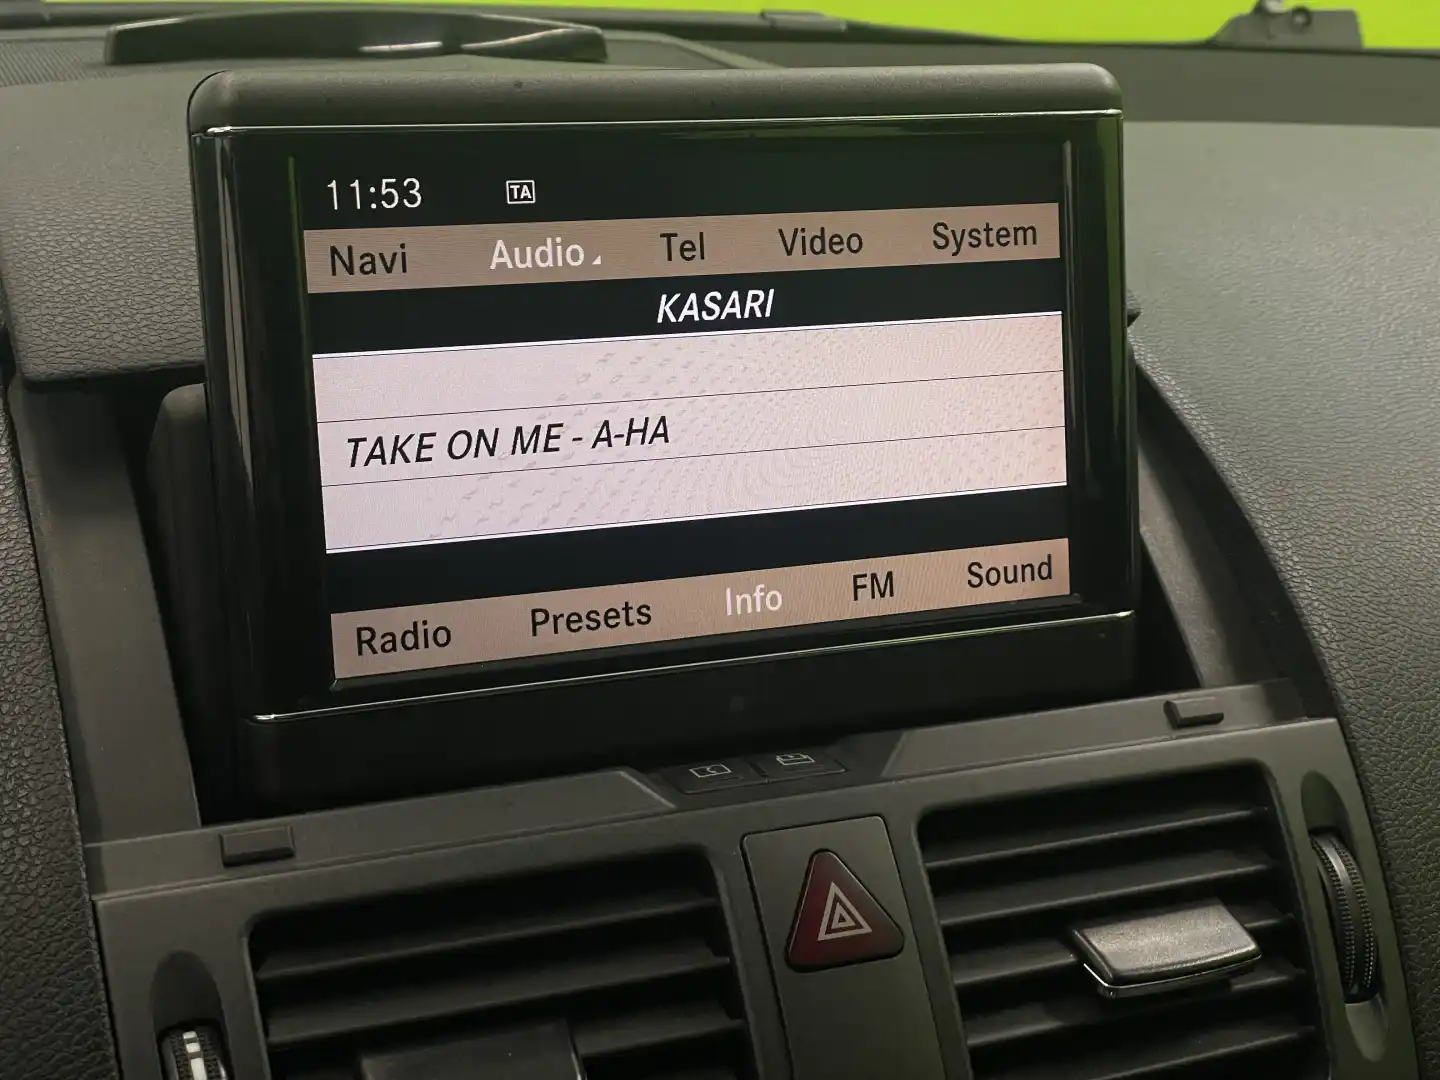 11:53 TA
Navi Audio Tel Video System
KASARI
TAKE ON ME - A-HA
Radio Presets Info FM Sound